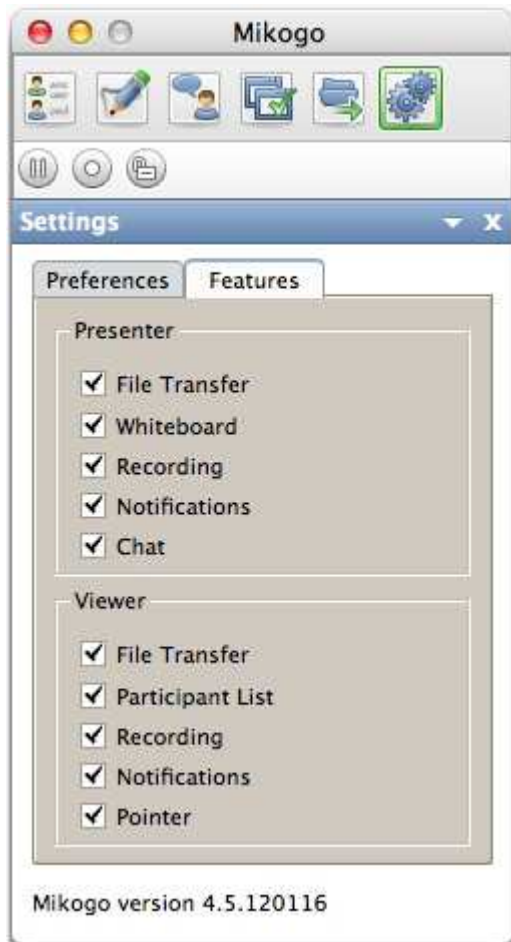 Mikogo
Settings
Preferences Features
Presenter
File Transfer
Whiteboard
Recording
Notifications
Chat
Viewer
File Transfer
Participant List
Recording
Notifications
Pointer
Mikogo version 4.5.120116